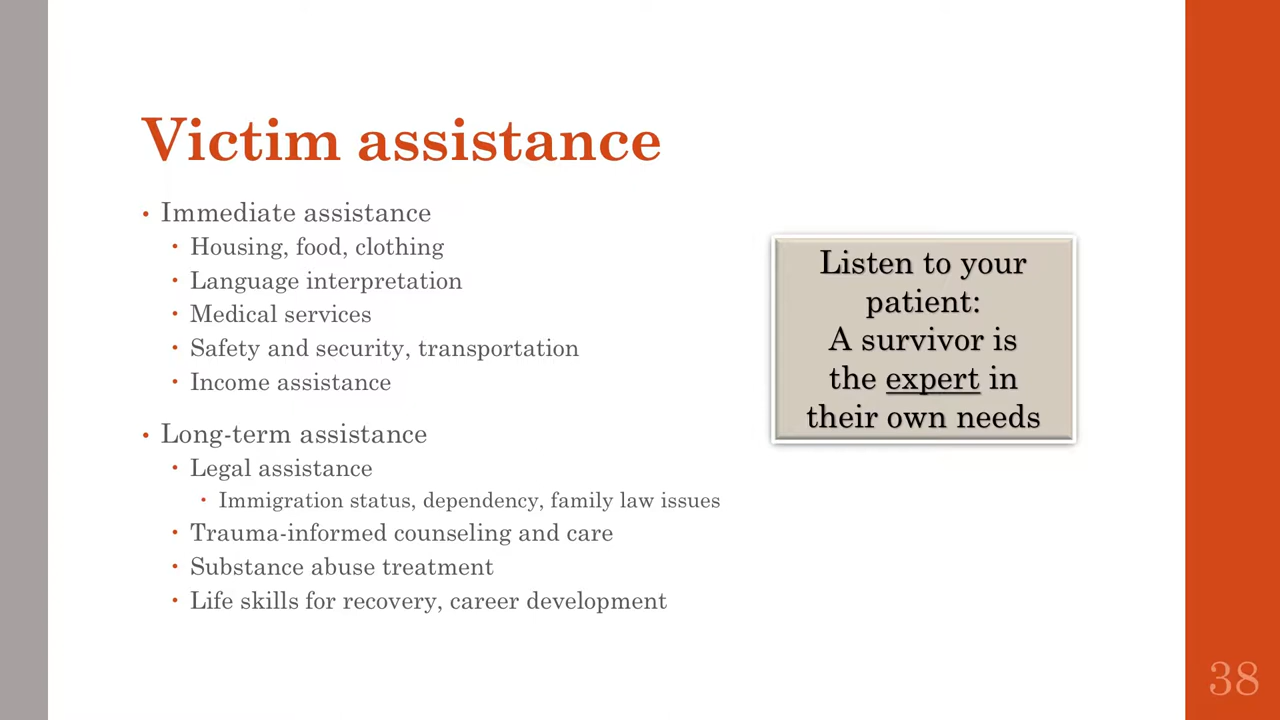 Victim assistance
• Immediate assistance
• Housing, food, clothing
• Language interpretation
• Medical services
• Safety and security, transportation
• Income assistance
• Long-term assistance
• Legal assistance
• Immigration status, dependency, family law issues
• Trauma-informed counseling and care
• Substance abuse treatment
• Life skills for recovery, career development
Listen to your
patient:
A survivor is
the expert in
their own needs
38